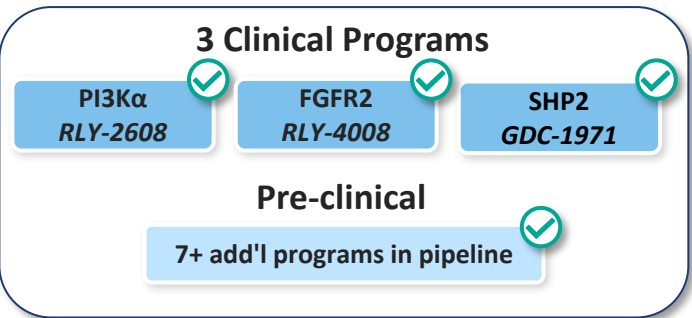 3 Clinical Programs
PI3Kα
RLY-2608
FGFR2
RLY-4008
SHP2
GDC-1971
Pre-clinical
7+ add'l programs in pipeline